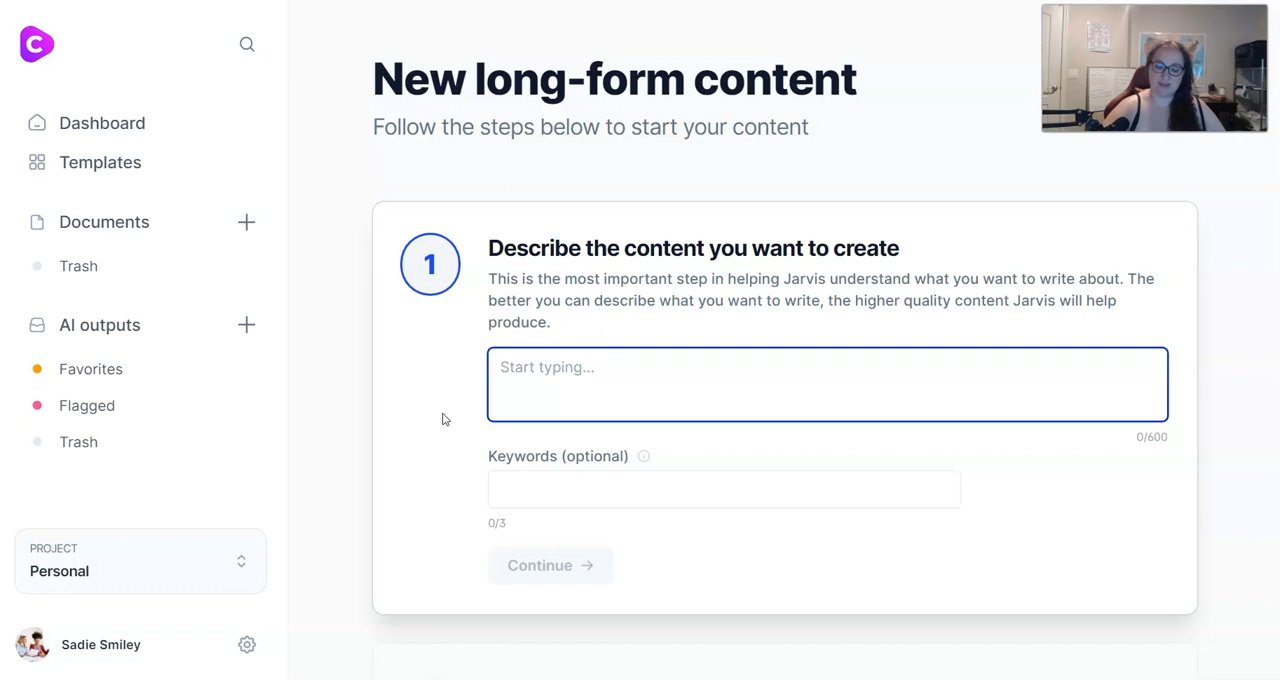 C
Dashboard
Templates
Documents
Trash
AI outputs
Favorites
Flagged
Trash
PROJECT
Personal
Sadie Smiley
New long-form content
Follow the steps below to start your content
1
Describe the content you want to create
This is the most important step in helping Jarvis understand what you want to write about. The
better you can describe what you want to write, the higher quality content Jarvis will help
produce.
Start typing...
0/600
Keywords (optional)
0/3
Continue →